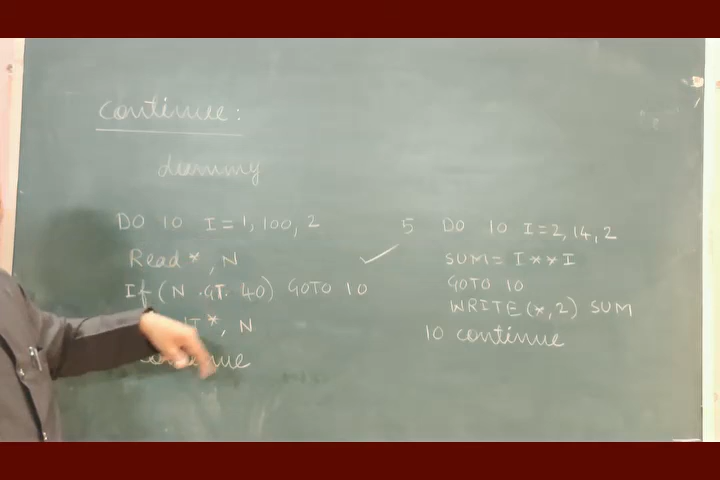 continue:
dummy
DO 10 I=1,100,2
Read*,N
If (N .GT. 40) GOTO 10
*, N
continue
5 DO 10 I=2,14,2
SUM= I**I
GOTO 10
WRITE(*,2) SUM
10 continue